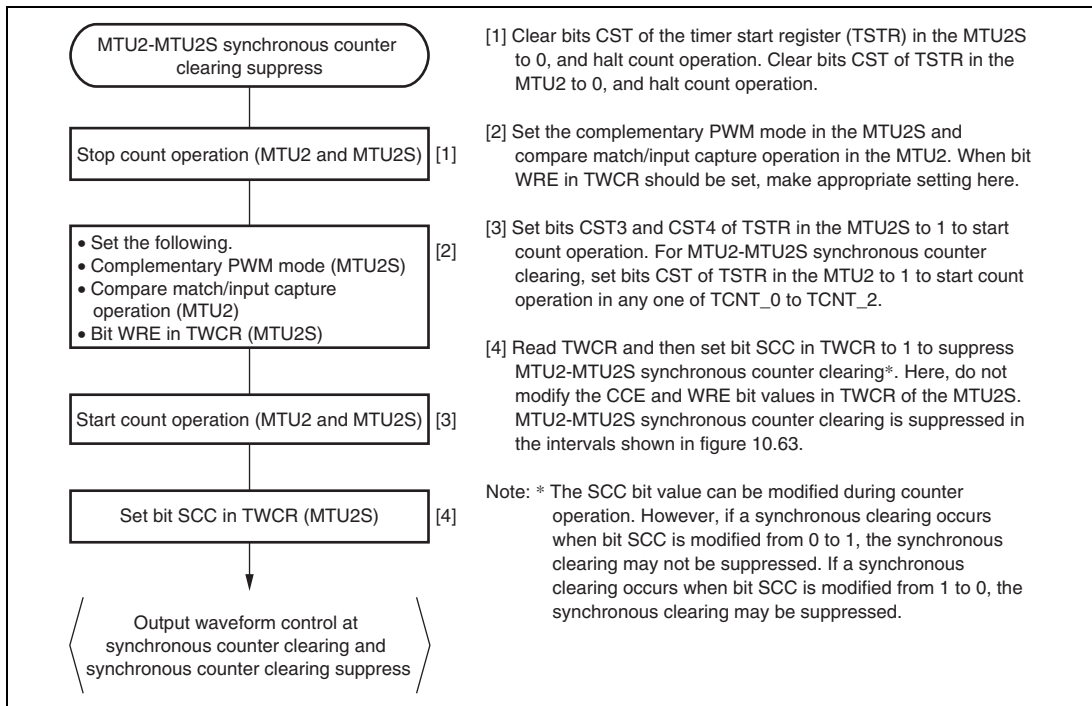 MTU2-MTU2S synchronous counter
clearing suppress
Stop count operation (MTU2 and MTU2S)
[1]
• Set the following.
• Complementary PWM mode (MTU2S)
• Compare match/input capture
operation (MTU2)
• Bit WRE in TWCR (MTU2S)
[2]
Start count operation (MTU2 and MTU2S)
[3]
Set bit SCC in TWCR (MTU2S)
[4]
Output waveform control at
synchronous counter clearing and
synchronous counter clearing suppress
[1] Clear bits CST of the timer start register (TSTR) in the MTU2S
to 0, and halt count operation. Clear bits CST of TSTR in the
MTU2 to 0, and halt count operation.
[2] Set the complementary PWM mode in the MTU2S and
compare match/input capture operation in the MTU2. When bit
WRE in TWCR should be set, make appropriate setting here.
[3] Set bits CST3 and CST4 of TSTR in the MTU2S to 1 to start
count operation. For MTU2-MTU2S synchronous counter
clearing, set bits CST of TSTR in the MTU2 to 1 to start count
operation in any one of TCNT_0 to TCNT_2.
[4] Read TWCR and then set bit SCC in TWCR to 1 to suppress
MTU2-MTU2S synchronous counter clearing*. Here, do not
modify the CCE and WRE bit values in TWCR of the MTU2S.
MTU2-MTU2S synchronous counter clearing is suppressed in
the intervals shown in figure 10.63.
Note: * The SCC bit value can be modified during counter
operation. However, if a synchronous clearing occurs
when bit SCC is modified from 0 to 1, the synchronous
clearing may not be suppressed. If a synchronous
clearing occurs when bit SCC is modified from 1 to 0, the
synchronous clearing may be suppressed.